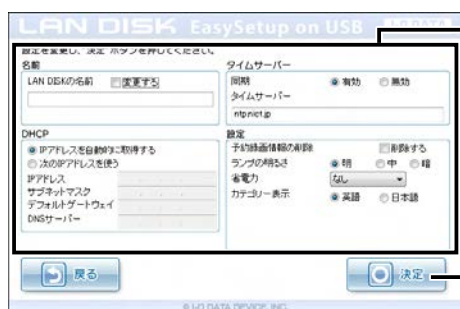 LAN DISK EasySetup on USB
I-O DATA
設定を変更し、決定 ボタンを押してください。
名前
LAN DISKの名前 変更する
DHCP
IPアドレスを自動的に取得する
次のIPアドレスを使う
IPアドレス
サブネットマスク
デフォルトゲートウェイ
DNSサーバー
タイムサーバー
同期 有効 無効
タイムサーバー
ntp.nict.jp
設定
予約録画情報の削除 削除する
ランプの明るさ 明 中 暗
省電力 なし
カテゴリー表示 英語 日本語
戻る
決定
© I-O DATA DEVICE, INC.